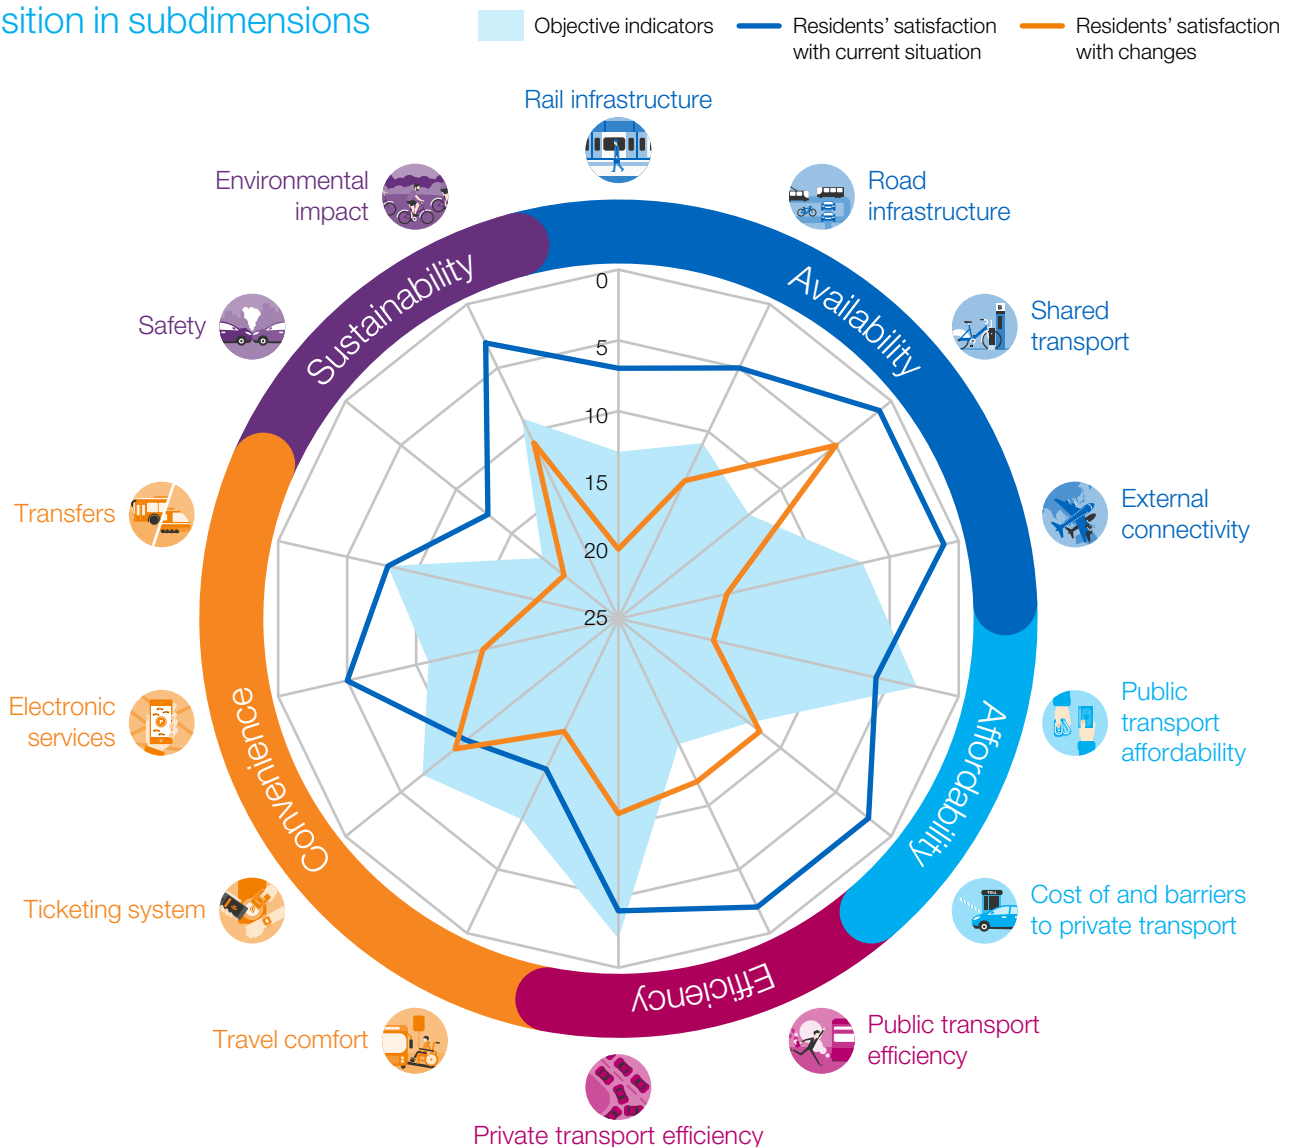 sition in subdimensions
Objective indicators
Residents’ satisfaction
with current situation
Residents’ satisfaction
with changes
Rail infrastructure
Road
infrastructure
Shared
transport
External
connectivity
Public
transport
affordability
Cost of and barriers
to private transport
Public transport
efficiency
Private transport efficiency
Travel comfort
Ticketing system
Electronic
services
Transfers
Safety
Environmental
impact
Sustainability
Availability
Affordability
Efficiency
Convenience
0
5
10
15
20
25
TOLL